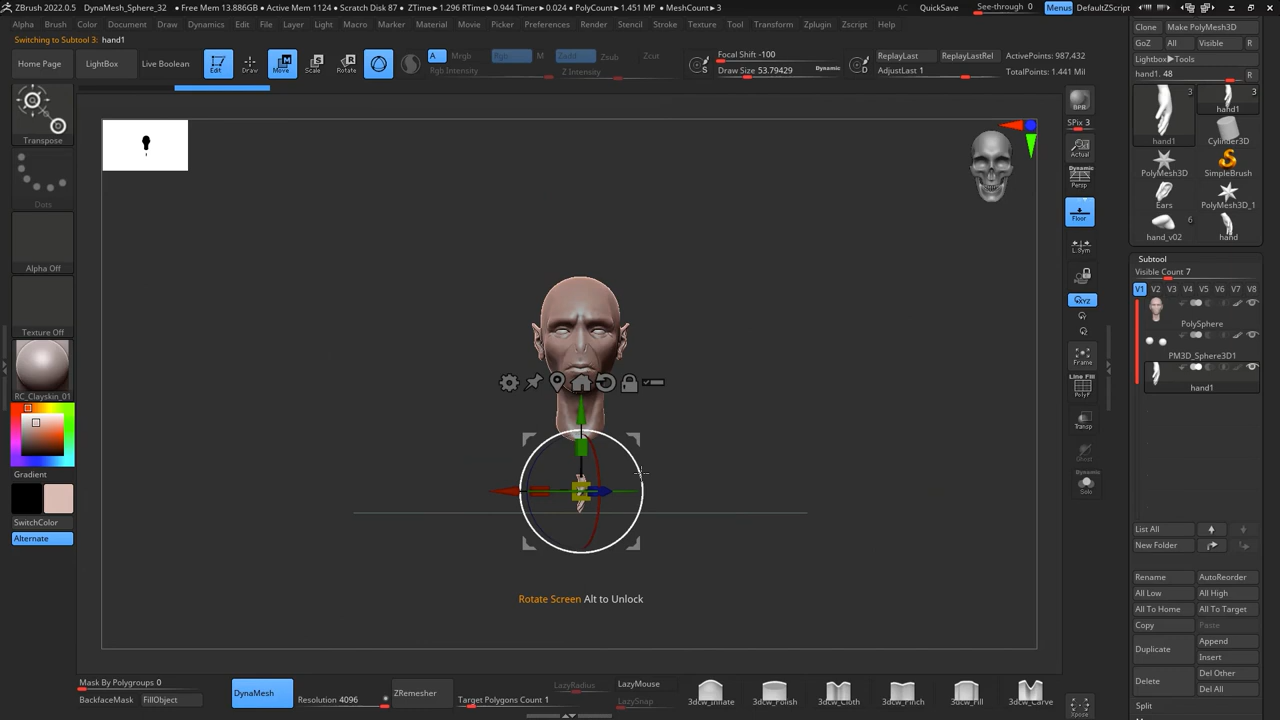 ZBrush 2022.0.5 DynaMesh_Sphere_32 • Free Mem 13.886GB • Active Mem 1124 • Scratch Disk 87 • ZTime▶1.296 RTime▶0.944 Timer▶0.024 • PolyCount▶1.451 MP • MeshCount▶3 AC QuickSave See-through 0 Menus DefaultZScript
Alpha Brush Color Document Draw Dynamics Edit File Layer Light Macro Marker Material Movie Picker Preferences Render Stencil Stroke Texture Tool Transform Zplugin Zscript Help
Switching to Subtool 3: hand1
Home Page LightBox Live Boolean Edit Draw Move Scale Rotate
A Mrgb Rgb M Zadd Zsub Zcut
Rgb Intensity Z Intensity
Focal Shift -100
Draw Size 53.79429 Dynamic
S
D
ReplayLast ReplayLastRel
AdjustLast 1
ActivePoints: 987,432
TotalPoints: 1.441 Mil
Transpose
Dots
Alpha Off
Texture Off
RC_Clayskin_01
Gradient
SwitchColor
Alternate
Rotate Screen Alt to Unlock
BPR
SPix 3
Actual
Dynamic
Persp
Floor
L.Sym
XYZ
Frame
Line Fill
PolyF
Transp
Ghost
Dynamic
Solo
Xpose
Clone Make PolyMesh3D
GoZ All Visible R
Lightbox▶Tools
hand1. 48 R
3 3
hand1
hand1 Cylinder3D
PolyMesh3D SimpleBrush
Ears PolyMesh3D_1
6
hand_v02 hand
Subtool
Visible Count 7
V1 V2 V3 V4 V5 V6 V7 V8
PolySphere
PM3D_Sphere3D1
hand1
List All
New Folder
Rename AutoReorder
All Low All High
All To Home All To Target
Copy Paste
Duplicate Append
Insert
Delete Del Other
Del All
Split
Mask By Polygroups 0
BackfaceMask FillObject
DynaMesh
Resolution 4096
ZRemesher
Target Polygons Count 1
LazyRadius LazyMouse
LazySnap
3dcw_Inflate 3dcw_Polish 3dcw_Cloth 3dcw_Pinch 3dcw_Fill 3dcw_Carve